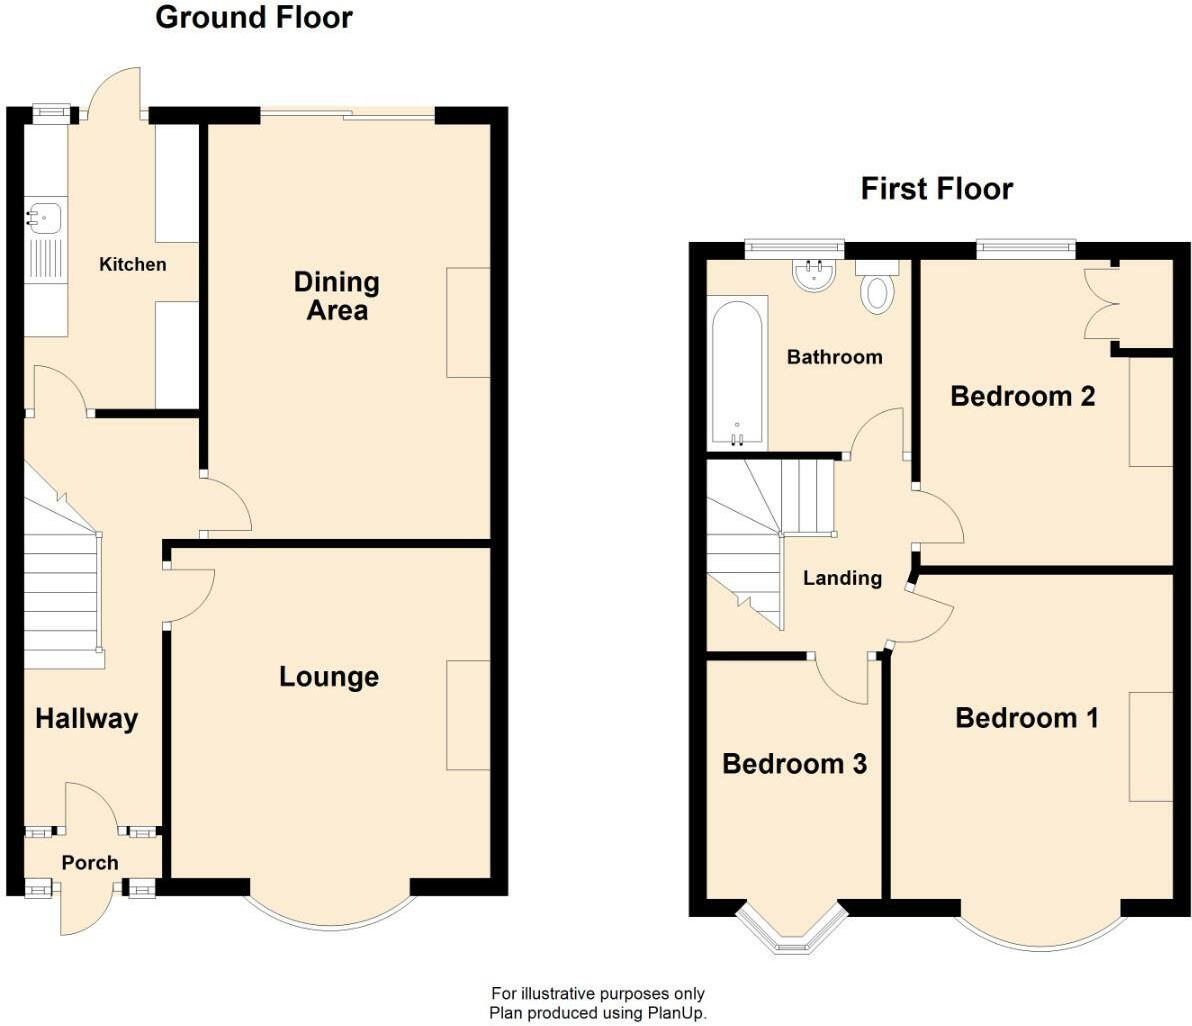 Ground Floor
Kitchen
Dining
Area
Lounge
Hallway
Porch
First Floor
Bathroom
Bedroom 2
Landing
Bedroom 1
Bedroom 3
For illustrative purposes only
Plan produced using PlanUp.